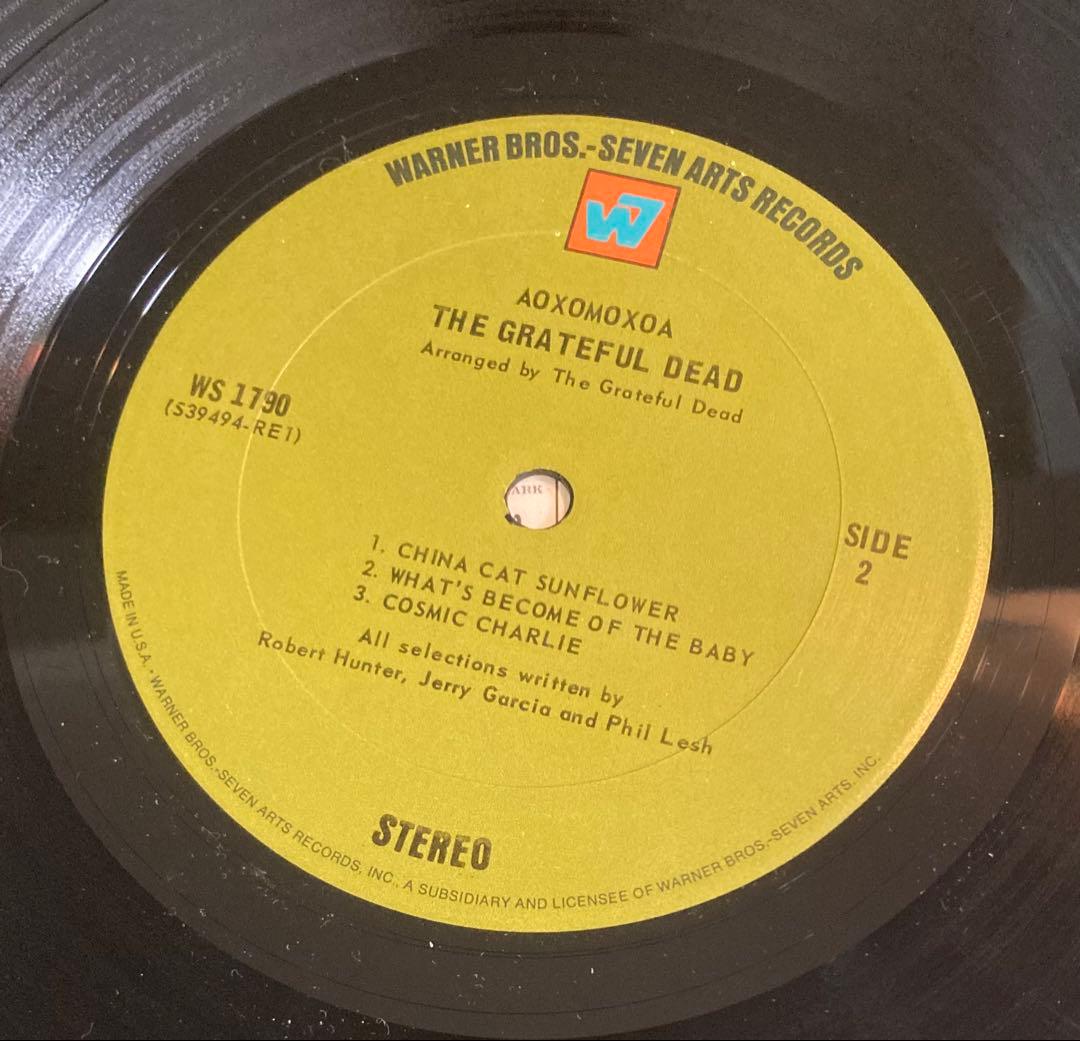 WARNER BROS.-SEVEN ARTS RECORDS
W7
AOXOMOXOA
THE GRATEFUL DEAD
Arranged by The Grateful Dead
WS 1790
(S39494-RE1)
ARK
SIDE
2
1. CHINA CAT SUNFLOWER
2. WHAT'S BECOME OF THE BABY
3. COSMIC CHARLIE
All selections written by
Robert Hunter, Jerry Garcia and Phil Lesh
STEREO
MADE IN U.S.A. • WARNER BROS.-SEVEN ARTS RECORDS, INC., A SUBSIDIARY AND LICENSEE OF WARNER BROS.-SEVEN ARTS, INC.